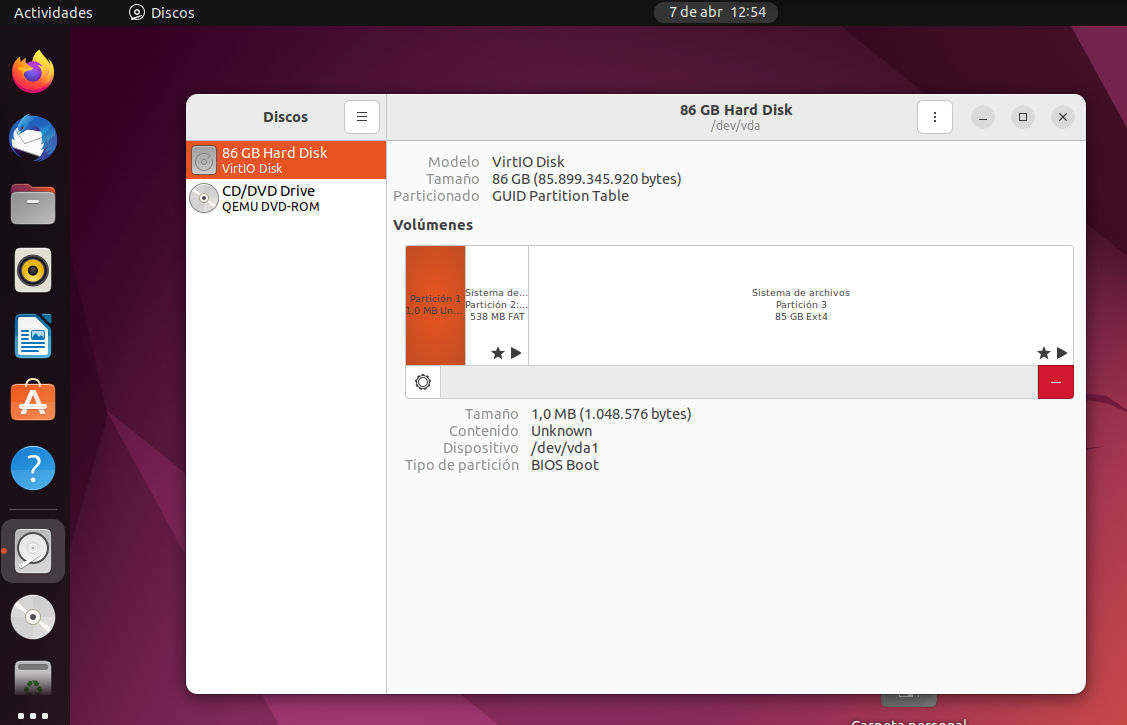 Actividades
Discos
7 de abr 12:54
Discos
86 GB Hard Disk
/dev/vda
86 GB Hard Disk
VirtIO Disk
CD/DVD Drive
QEMU DVD-ROM
Modelo VirtIO Disk
Tamaño 86 GB (85.899.345.920 bytes)
Particionado GUID Partition Table
Volúmenes
Partición 1
1,0 MB Un…
Sistema de…
Partición 2:…
538 MB FAT
Sistema de archivos
Partición 3
85 GB Ext4
Tamaño 1,0 MB (1.048.576 bytes)
Contenido Unknown
Dispositivo /dev/vda1
Tipo de partición BIOS Boot
Carpeta personal